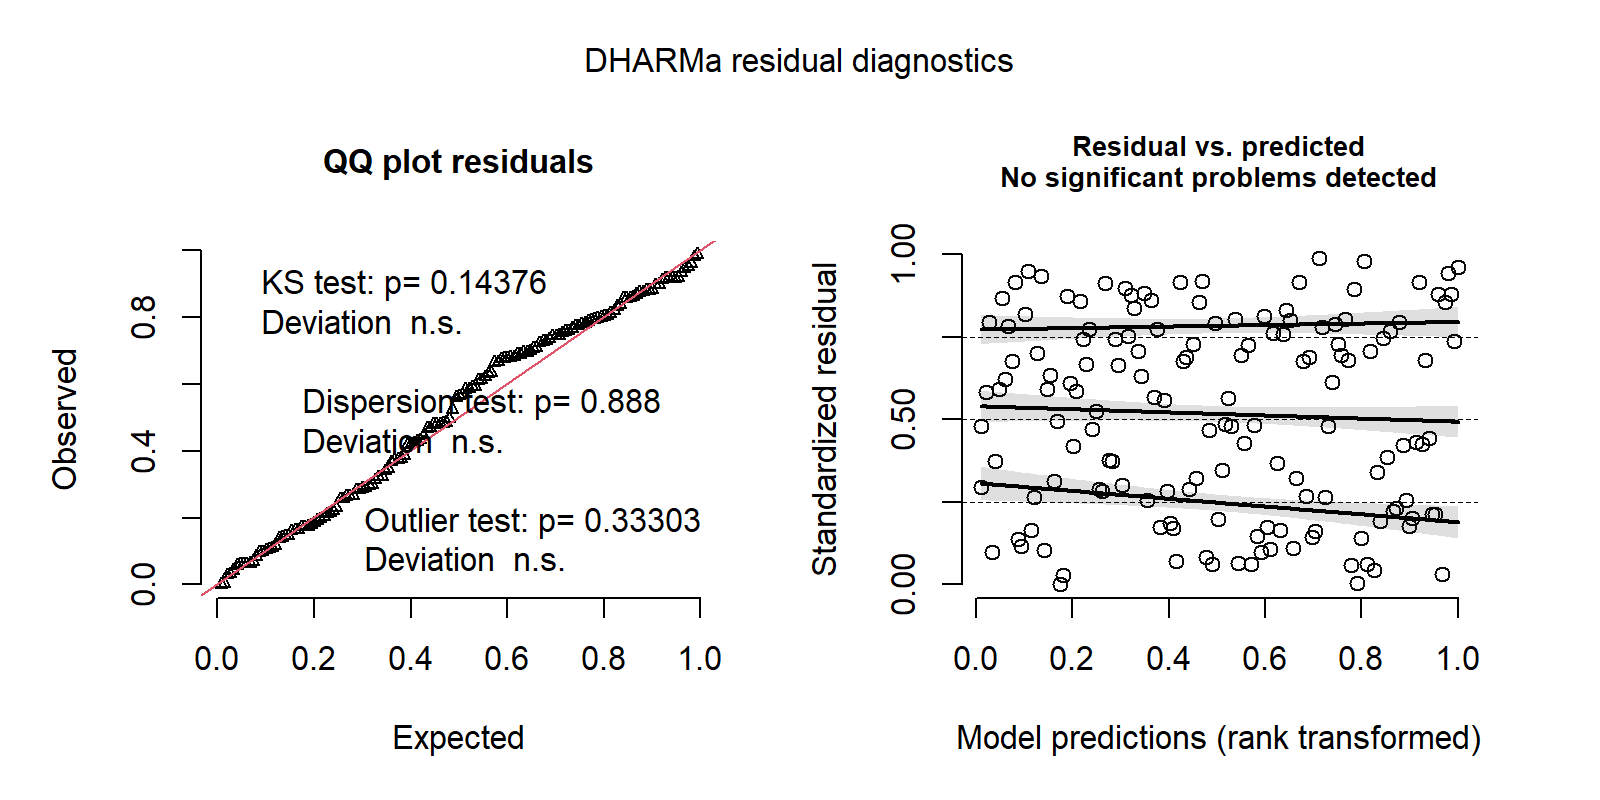 DHARMa residual diagnostics
QQ plot residuals
KS test: p= 0.14376
Deviation  n.s.
Dispersion test: p= 0.888
Deviation  n.s.
Outlier test: p= 0.33303
Deviation  n.s.
Observed
0.0 0.4 0.8
0.0 0.2 0.4 0.6 0.8 1.0
Expected
Residual vs. predicted
No significant problems detected
Standardized residual
0.00 0.50 1.00
0.0 0.2 0.4 0.6 0.8 1.0
Model predictions (rank transformed)